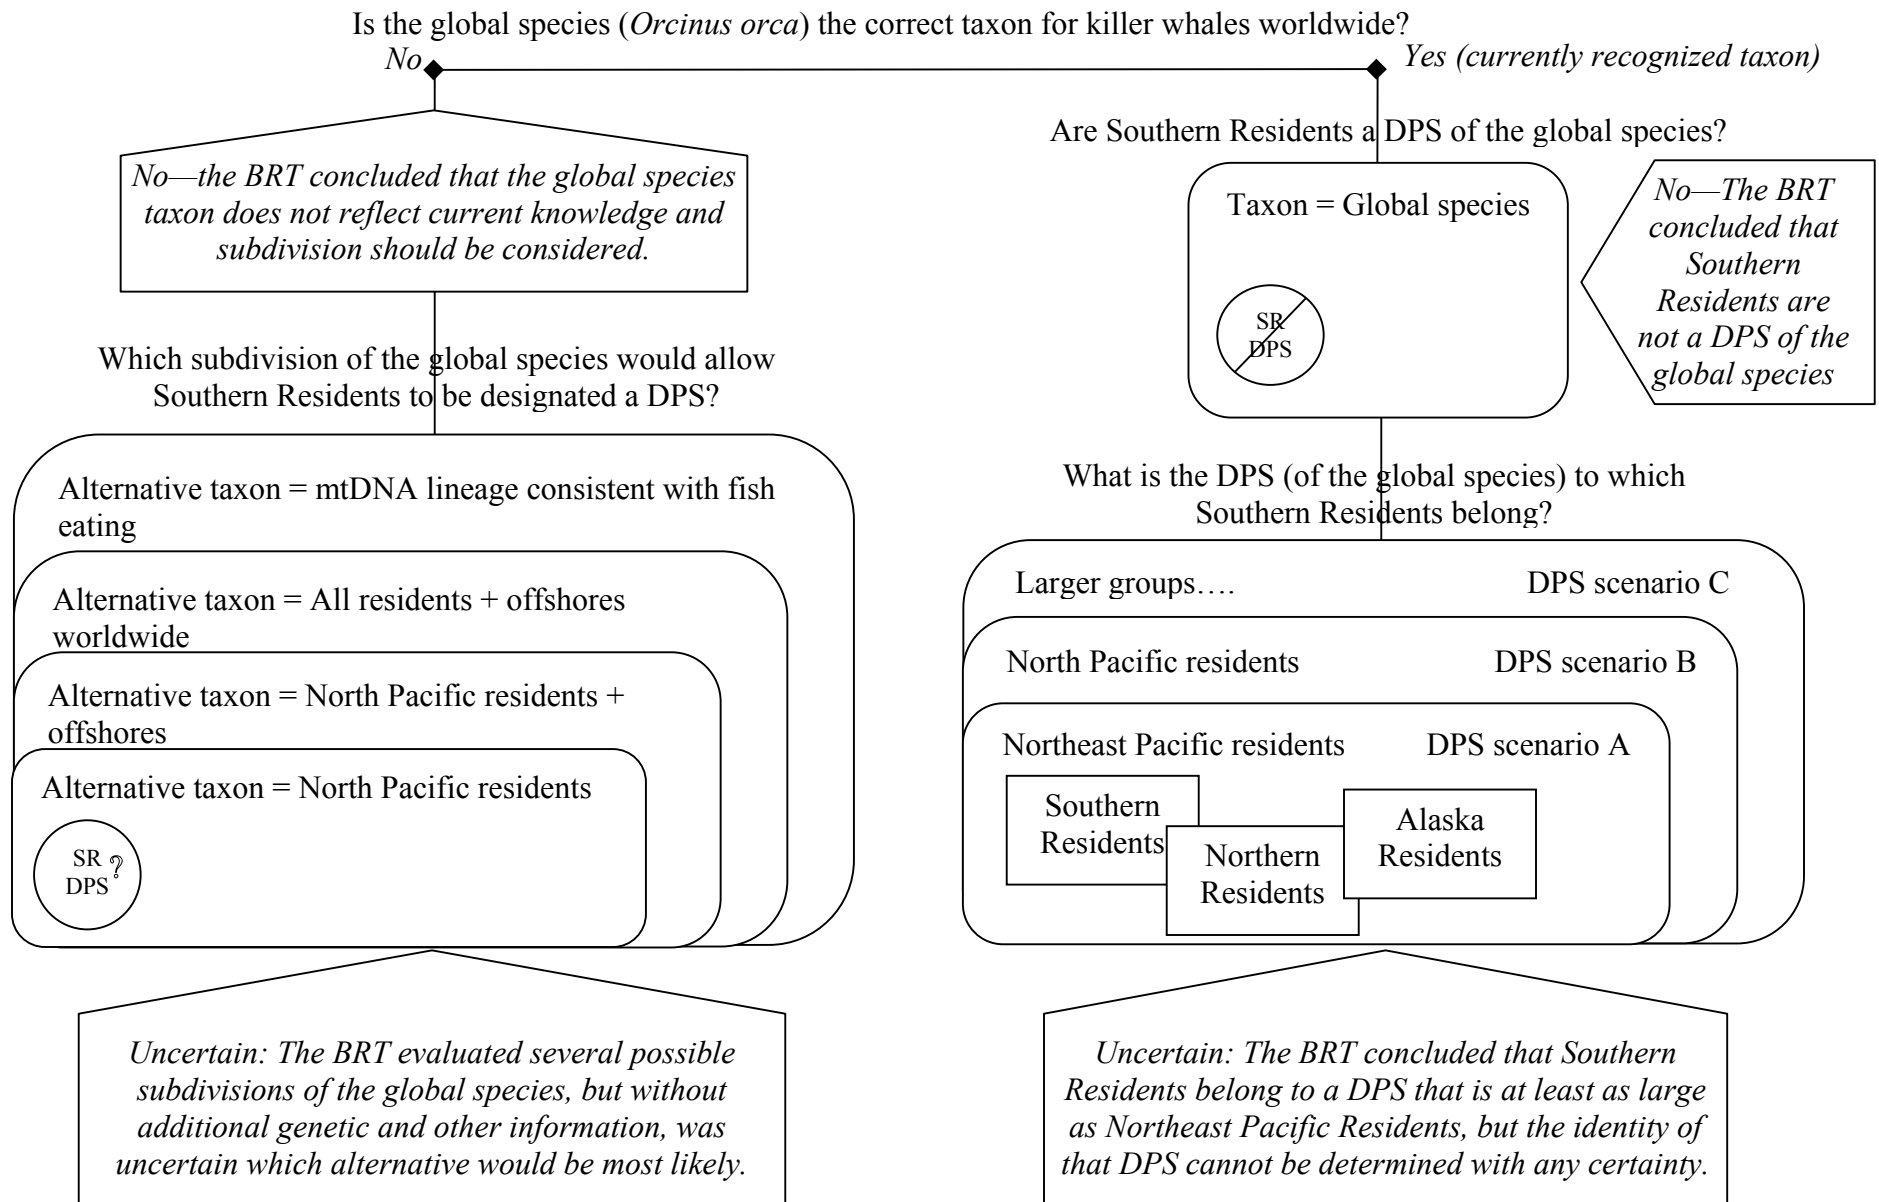 Is the global species (Orcinus orca) the correct taxon for killer whales worldwide?
No
Yes (currently recognized taxon)
No—the BRT concluded that the global species
taxon does not reflect current knowledge and
subdivision should be considered.
Which subdivision of the global species would allow
Southern Residents to be designated a DPS?
Alternative taxon = mtDNA lineage consistent with fish
eating
Alternative taxon = All residents + offshores
worldwide
Alternative taxon = North Pacific residents +
offshores
Alternative taxon = North Pacific residents
SR ?
DPS
Uncertain: The BRT evaluated several possible
subdivisions of the global species, but without
additional genetic and other information, was
uncertain which alternative would be most likely.
Are Southern Residents a DPS of the global species?
Taxon = Global species
SR
DPS
No—The BRT
concluded that
Southern
Residents are
not a DPS of the
global species
What is the DPS (of the global species) to which
Southern Residents belong?
Larger groups…. DPS scenario C
North Pacific residents DPS scenario B
Northeast Pacific residents DPS scenario A
Southern
Residents
Northern
Residents
Alaska
Residents
Uncertain: The BRT concluded that Southern
Residents belong to a DPS that is at least as large
as Northeast Pacific Residents, but the identity of
that DPS cannot be determined with any certainty.